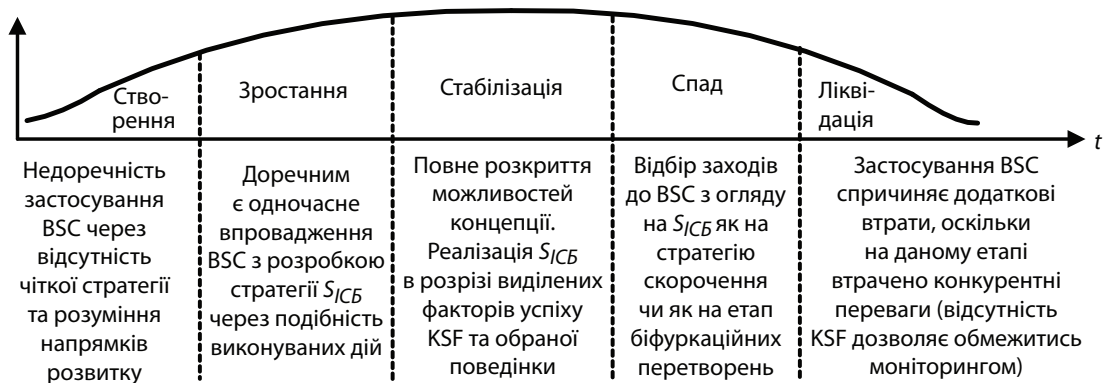 Ство-
рення
Зростання
Стабілізація
Спад
Лікві-
дація
t
Недоречність
застосування
BSC через
відсутність
чіткої стратегії
та розуміння
напрямків
розвитку
Доречним
є одночасне
впровадження
BSC з розробкою
стратегії SІСБ
через подібність
виконуваних дій
Повне розкриття
можливостей
концепції.
Реалізація SІСБ
в розрізі виділених
факторів успіху
KSF та обраної
поведінки
Відбір заходів
до BSC з огляду
на SІСБ як на
стратегію
скорочення
чи як на етап
біфуркаційних
перетворень
Застосування BSC
спричиняє додаткові
втрати, оскільки
на даному етапі
втрачено конкурентні
переваги (відсутність
KSF дозволяє обмежитись
моніторингом)